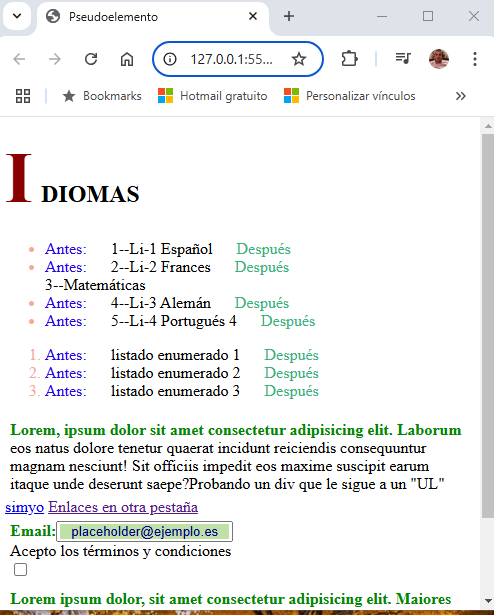 Pseudoelemento
127.0.0.1:55...
Bookmarks Hotmail gratuito Personalizar vínculos
I DIOMAS
Antes: 1--Li-1 Español Después
Antes: 2--Li-2 Frances Después
3--Matemáticas
Antes: 4--Li-3 Alemán Después
Antes: 5--Li-4 Portugués 4 Después
1. Antes: listado enumerado 1 Después
2. Antes: listado enumerado 2 Después
3. Antes: listado enumerado 3 Después
Lorem, ipsum dolor sit amet consectetur adipisicing elit. Laborum
eos natus dolore tenetur quaerat incidunt reiciendis consequuntur
magnam nesciunt! Sit officiis impedit eos maxime suscipit earum
itaque unde deserunt saepe?Probando un div que le sigue a un "UL"
simyo Enlaces en otra pestaña
Email: placeholder@ejemplo.es
Acepto los términos y condiciones
Lorem ipsum dolor, sit amet consectetur adipisicing elit. Maiores